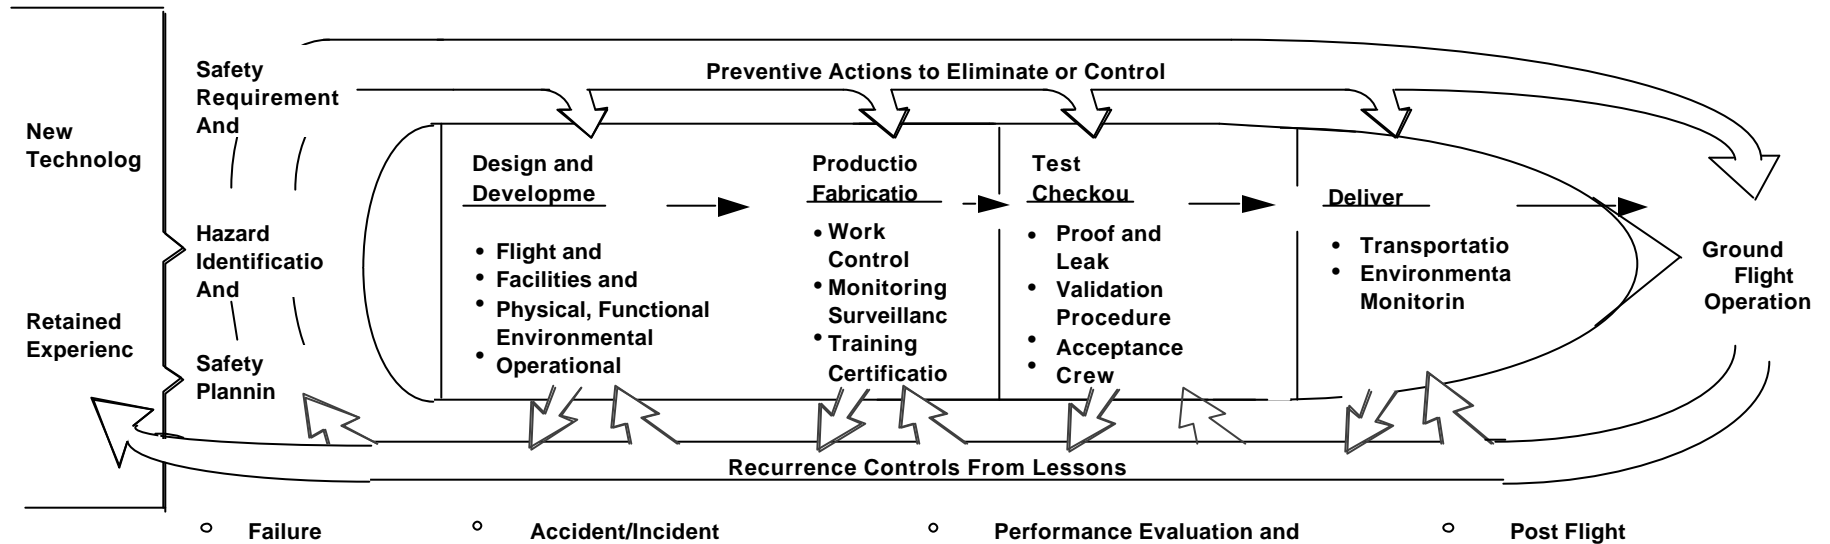 Preventive Actions to Eliminate or Control
New
Technolog
Retained
Experienc
Safety
Requirement
And
Hazard
Identificatio
And
Safety
Plannin
Design and
Developme
• Flight and
• Facilities and
• Physical, Functional
Environmental
• Operational
Productio
Fabricatio
• Work
Control
• Monitoring
Surveillanc
• Training
Certificatio
Test
Checkou
• Proof and
Leak
• Validation
Procedure
• Acceptance
• Crew
Deliver
• Transportatio
• Environmenta
Monitorin
Ground
Flight
Operation
Recurrence Controls From Lessons
Failure
Accident/Incident
Performance Evaluation and
Post Flight